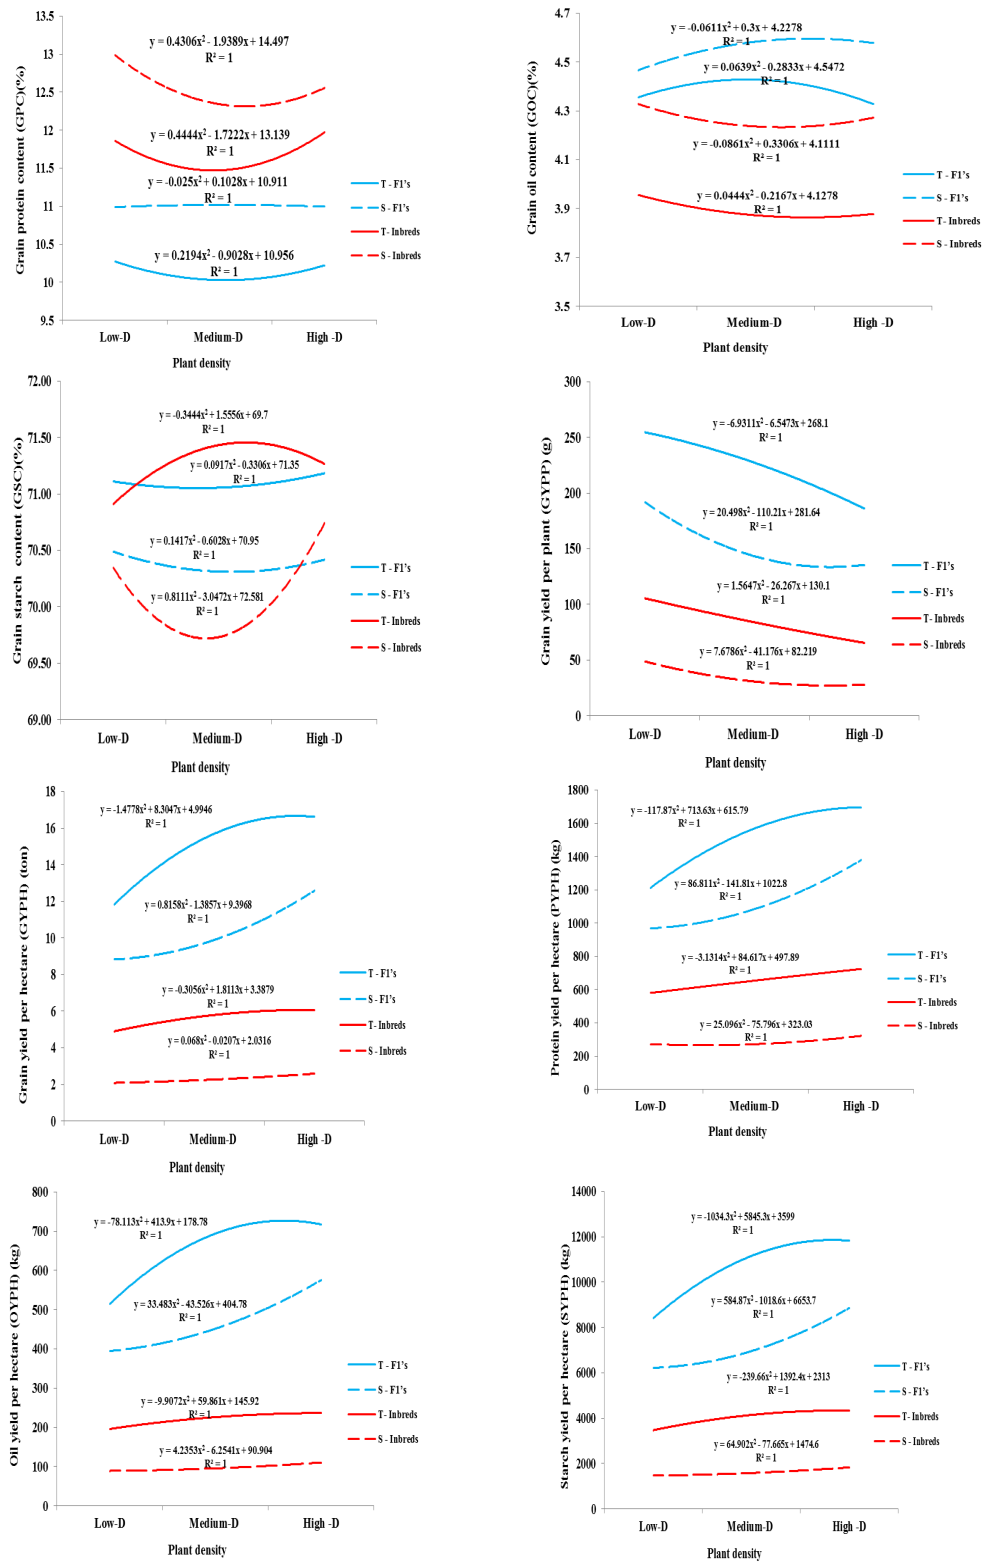 Grain protein content (GPC)(%)
13.5
13
12.5
12
11.5
11
10.5
10
9.5
y = 0.4306x² - 1.9389x + 14.497
R² = 1
y = 0.4444x² - 1.7222x + 13.139
R² = 1
y = -0.025x² + 0.1028x + 10.911
R² = 1
y = 0.2194x² - 0.9028x + 10.956
R² = 1
T - F1's
S - F1's
T- Inbreds
S - Inbreds
Low-D Medium-D High -D
Plant density
Grain oil content (GOC)(%)
4.7
4.5
4.3
4.1
3.9
3.7
3.5
y = -0.0611x² + 0.3x + 4.2278
R² = 1
y = 0.0639x² - 0.2833x + 4.5472
R² = 1
y = -0.0861x² + 0.3306x + 4.1111
R² = 1
y = 0.0444x² - 0.2167x + 4.1278
R² = 1
T - F1's
S - F1's
T- Inbreds
S - Inbreds
Low-D Medium-D High -D
Plant density
Grain starch content (GSC)(%)
72.00
71.50
71.00
70.50
70.00
69.50
69.00
y = -0.3444x² + 1.5556x + 69.7
R² = 1
y = 0.0917x² - 0.3306x + 71.35
R² = 1
y = 0.1417x² - 0.6028x + 70.95
R² = 1
y = 0.8111x² - 3.0472x + 72.581
R² = 1
T - F1's
S - F1's
T- Inbreds
S - Inbreds
Low-D Medium-D High -D
Plant density
Grain yield per plant (GYPP) (g)
300
250
200
150
100
50
0
y = -6.9311x² - 6.5473x + 268.1
R² = 1
y = 20.498x² - 110.21x + 281.64
R² = 1
y = 1.5647x² - 26.267x + 130.1
R² = 1
y = 7.6786x² - 41.176x + 82.219
R² = 1
T - F1's
S - F1's
T- Inbreds
S - Inbreds
Low-D Medium-D High -D
Plant density
Grain yield per hectare (GYPH) (ton)
18
16
14
12
10
8
6
4
2
0
y = -1.4778x² + 8.3047x + 4.9946
R² = 1
y = 0.8158x² - 1.3857x + 9.3968
R² = 1
y = -0.3056x² + 1.8113x + 3.3879
R² = 1
y = 0.068x² - 0.0207x + 2.0316
R² = 1
T - F1's
S - F1's
T- Inbreds
S - Inbreds
Low-D Medium-D High -D
Plant density
Protein yield per hectare (PYPH) (kg)
1800
1600
1400
1200
1000
800
600
400
200
0
y = -117.87x² + 713.63x + 615.79
R² = 1
y = 86.811x² - 141.81x + 1022.8
R² = 1
y = -3.1314x² + 84.617x + 497.89
R² = 1
y = 25.096x² - 75.796x + 323.03
R² = 1
T - F1's
S - F1's
T- Inbreds
S - Inbreds
Low-D Medium-D High -D
Plant density
Oil yield per hectare (OYPH) (kg)
800
700
600
500
400
300
200
100
0
y = -78.113x² + 413.9x + 178.78
R² = 1
y = 33.483x² - 43.526x + 404.78
R² = 1
y = -9.9072x² + 59.861x + 145.92
R² = 1
y = 4.2353x² - 6.2541x + 90.904
R² = 1
T - F1's
S - F1's
T- Inbreds
S - Inbreds
Low-D Medium-D High -D
Plant density
Starch yield per hectare (SYPH) (kg)
14000
12000
10000
8000
6000
4000
2000
0
y = -1034.3x² + 5845.3x + 3599
R² = 1
y = 584.87x² - 1018.6x + 6653.7
R² = 1
y = -239.66x² + 1392.4x + 2313
R² = 1
y = 64.902x² - 77.665x + 1474.6
R² = 1
T - F1's
S - F1's
T- Inbreds
S - Inbreds
Low-D Medium-D High -D
Plant density